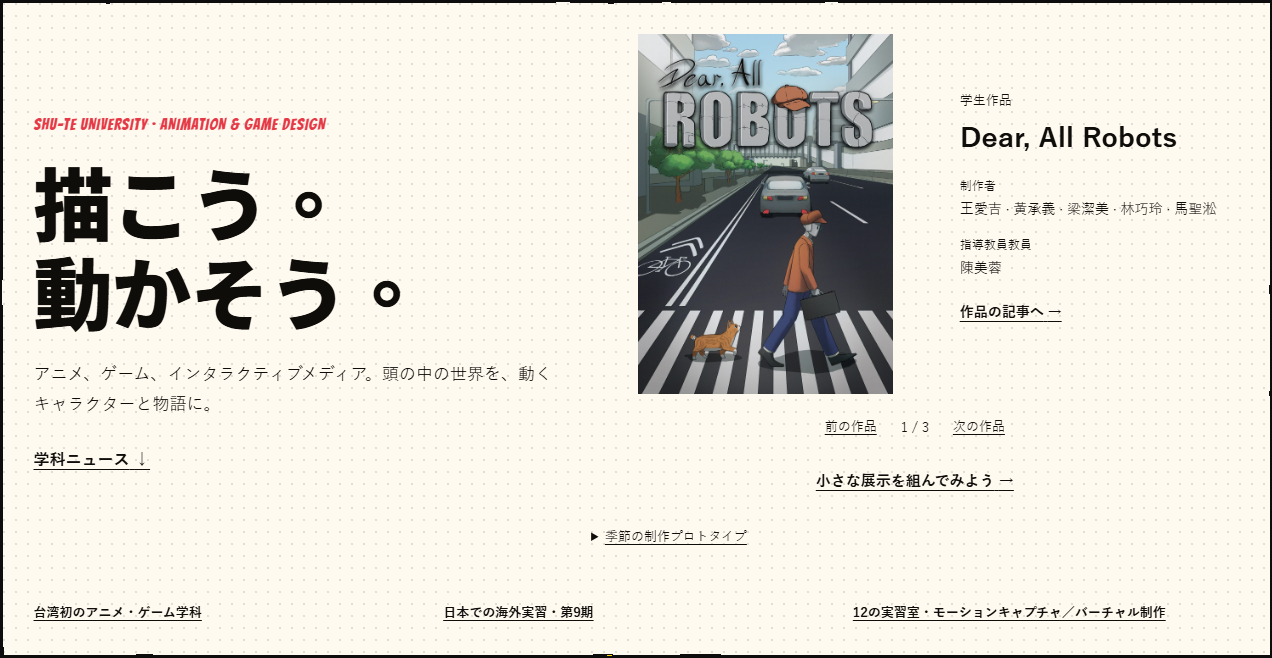 SHU-TE UNIVERSITY · ANIMATION & GAME DESIGN
描こう。
動かそう。
アニメ、ゲーム、インタラクティブメディア。頭の中の世界を、動く
キャラクターと物語に。
学科ニュース ↓
Dear, All
ROBOTS
学生作品
Dear, All Robots
制作者
王愛吉 · 黃承義 · 梁潔美 · 林巧玲 · 馬聖淞
指導教員教員
陳美蓉
作品の記事へ →
前の作品 1 / 3 次の作品
小さな展示を組んでみよう →
▶ 季節の制作プロトタイプ
台湾初のアニメ・ゲーム学科
日本での海外実習・第9期
12の実習室・モーションキャプチャ／バーチャル制作